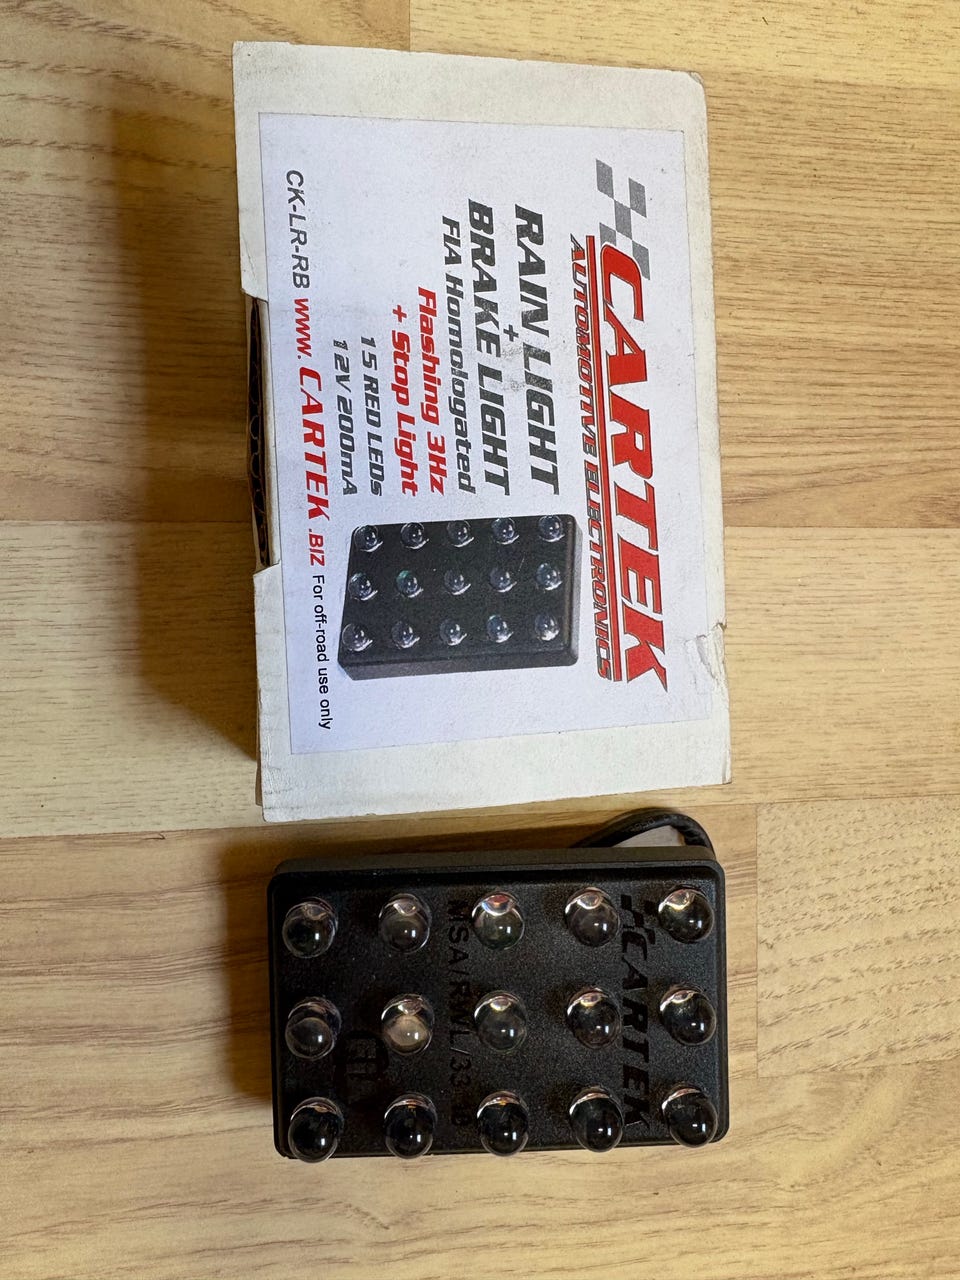 CARTEK
AUTOMOTIVE ELECTRONICS
RAIN LIGHT
+
BRAKE LIGHT
FIA Homologated
Flashing 3Hz
+ Stop Light
15 RED LEDs
12V 200mA
CK-LR-RB www.CARTEK.BIZ For off-road use only
CARTEK